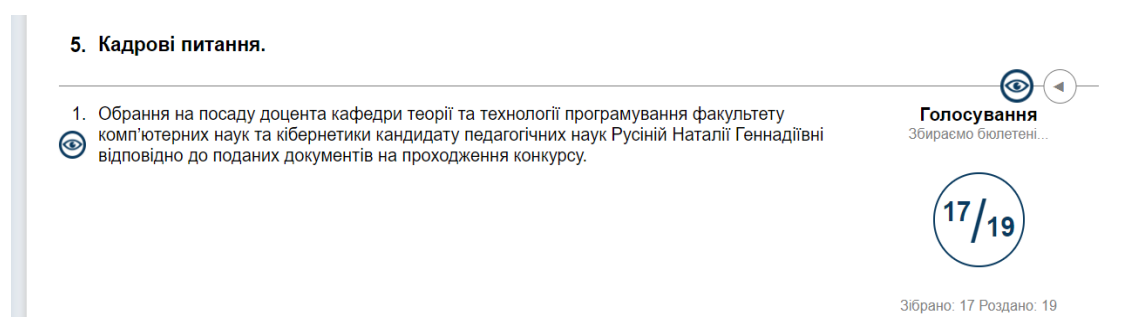 5. Кадрові питання.
1. Обрання на посаду доцента кафедри теорії та технології програмування факультету
комп'ютерних наук та кібернетики кандидату педагогічних наук Русіній Наталії Геннадіївні
відповідно до поданих документів на проходження конкурсу.
Голосування
Збираємо бюлетені...
17/19
Зібрано: 17 Роздано: 19